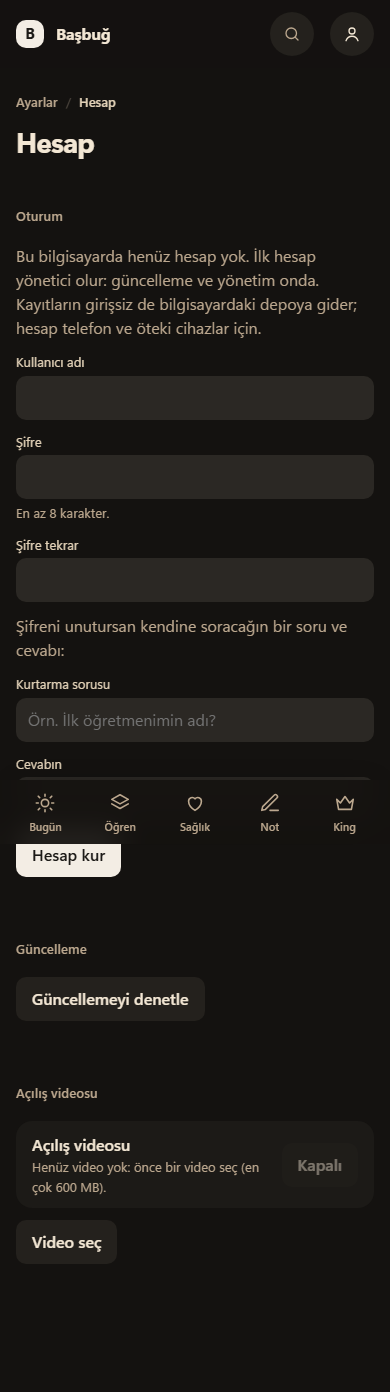 B Başbuğ
Ayarlar / Hesap
Hesap
Oturum
Bu bilgisayarda henüz hesap yok. İlk hesap
yönetici olur: güncelleme ve yönetim onda.
Kayıtların girişsiz de bilgisayardaki depoya gider;
hesap telefon ve öteki cihazlar için.
Kullanıcı adı
Şifre
En az 8 karakter.
Şifre tekrar
Şifreni unutursan kendine soracağın bir soru ve
cevabı:
Kurtarma sorusu
Örn. İlk öğretmenimin adı?
Cevabın
Bugün Öğren Sağlık Not King
Hesap kur
Güncelleme
Güncellemeyi denetle
Açılış videosu
Açılış videosu
Henüz video yok: önce bir video seç (en
çok 600 MB).
Kapalı
Video seç